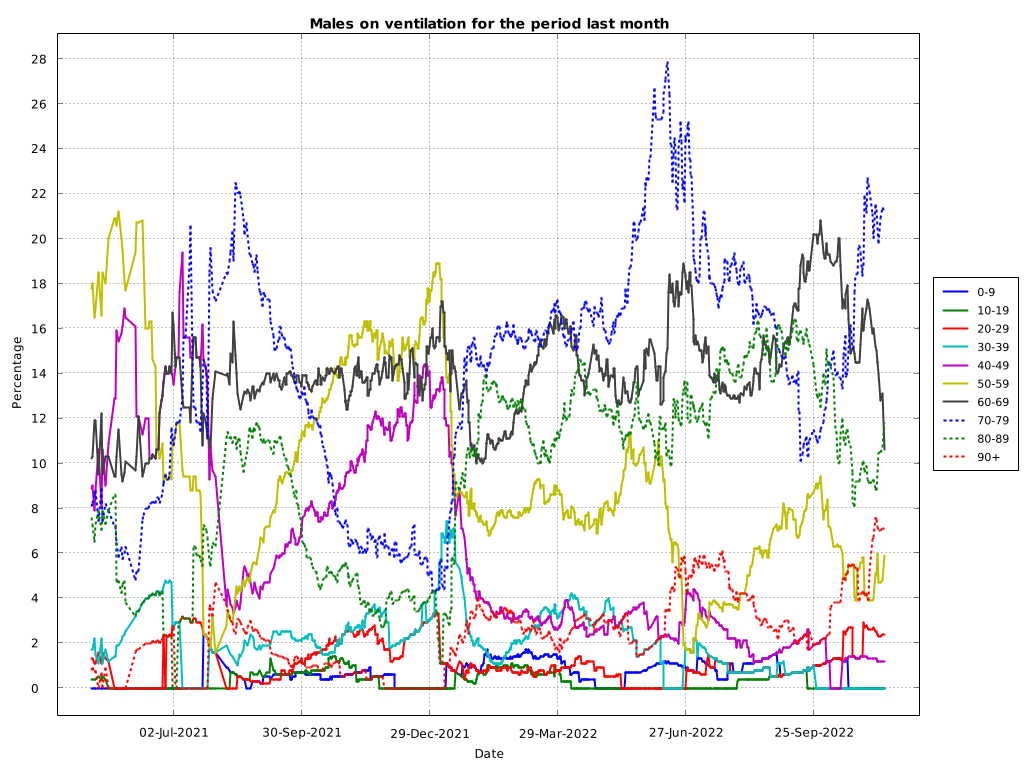 Males on ventilation for the period last month
Percentage
28
26
24
22
20
18
16
14
12
10
8
6
4
2
0
02-Jul-2021
30-Sep-2021
29-Dec-2021
29-Mar-2022
27-Jun-2022
25-Sep-2022
Date
0-9
10-19
20-29
30-39
40-49
50-59
60-69
70-79
80-89
90+